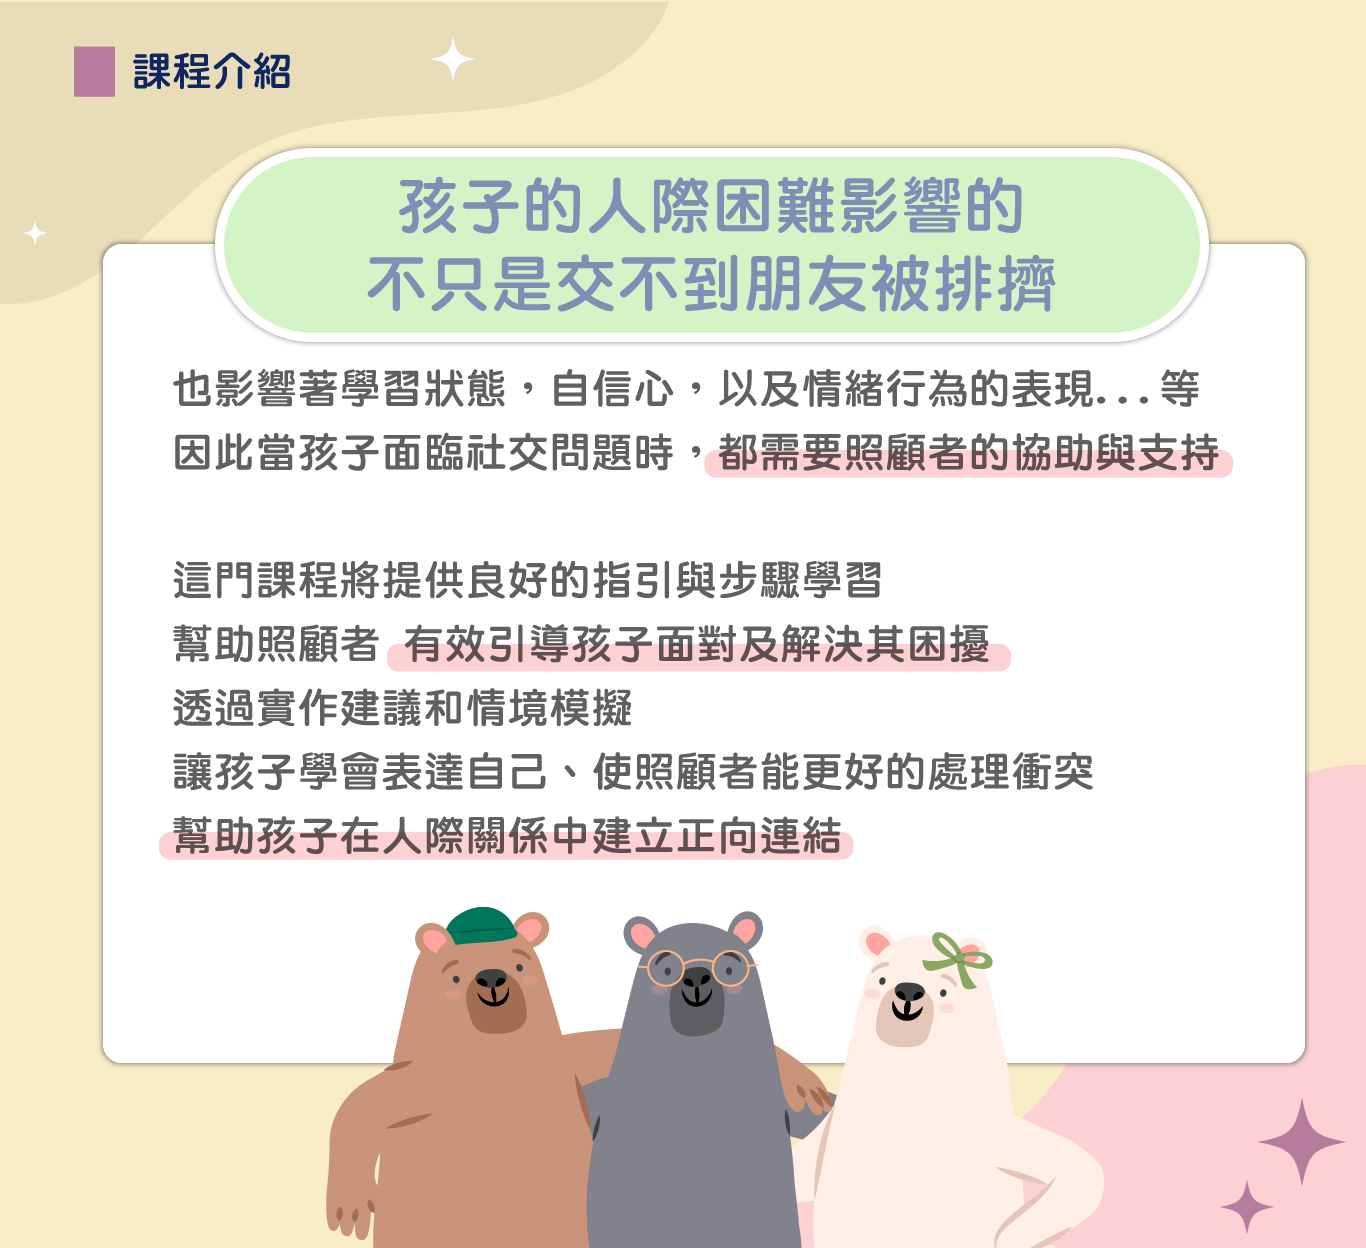 課程介紹
孩子的人際困難影響的
不只是交不到朋友被排擠
也影響著學習狀態，自信心，以及情緒行為的表現...等
因此當孩子面臨社交問題時，都需要照顧者的協助與支持
這門課程將提供良好的指引與步驟學習
幫助照顧者 有效引導孩子面對及解決其困擾
透過實作建議和情境模擬
讓孩子學會表達自己、使照顧者能更好的處理衝突
幫助孩子在人際關係中建立正向連結